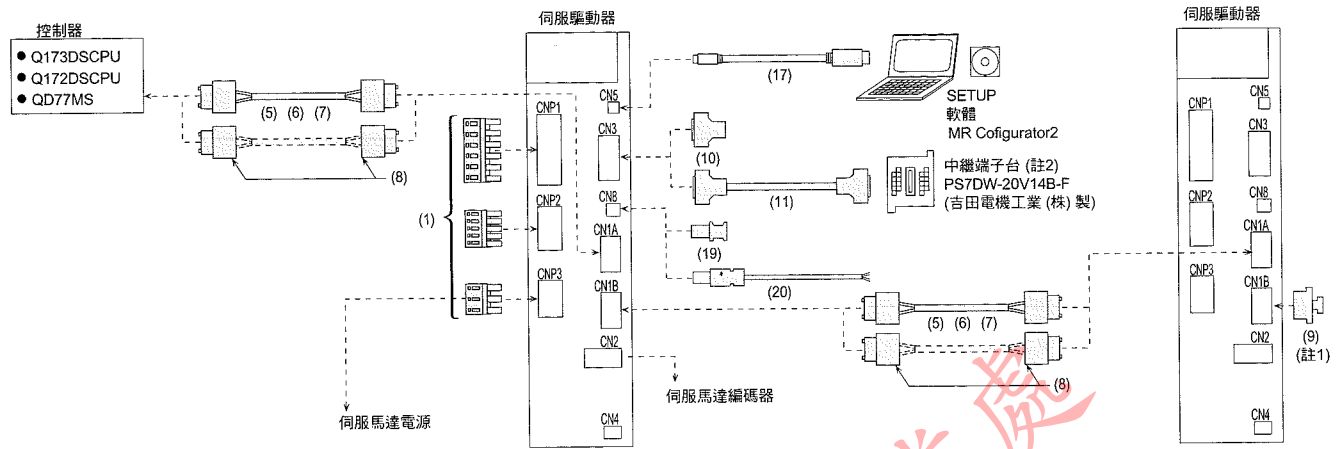 控制器
● Q173DSCPU
● Q172DSCPU
● QD77MS
(5) (6) (7)
(8)
(1)
伺服馬達電源
伺服驅動器
CNP1
CNP2
CNP3
CN5
CN3
CN8
CN1A
CN1B
CN2
CN4
伺服馬達編碼器
(17)
SETUP
軟體
MR Cofigurator2
(10)
(11)
中繼端子台 (註2)
PS7DW-20V14B-F
(吉田電機工業 (株) 製)
(19)
(20)
(5) (6) (7)
(8)
伺服驅動器
CNP1
CNP2
CNP3
CN5
CN3
CN8
CN1A
CN1B
CN2
CN4
(9)
(註1)